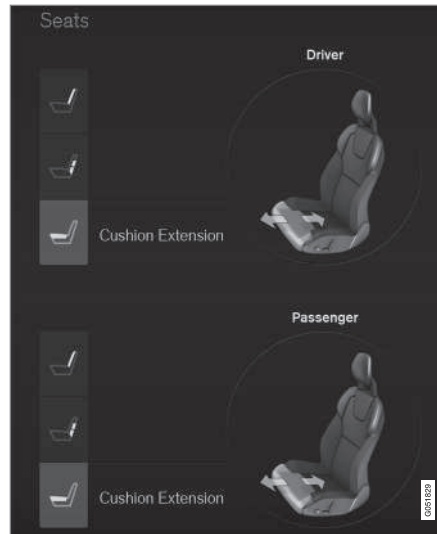 Seats
Driver
Cushion Extension
Passenger
Cushion Extension
G051829